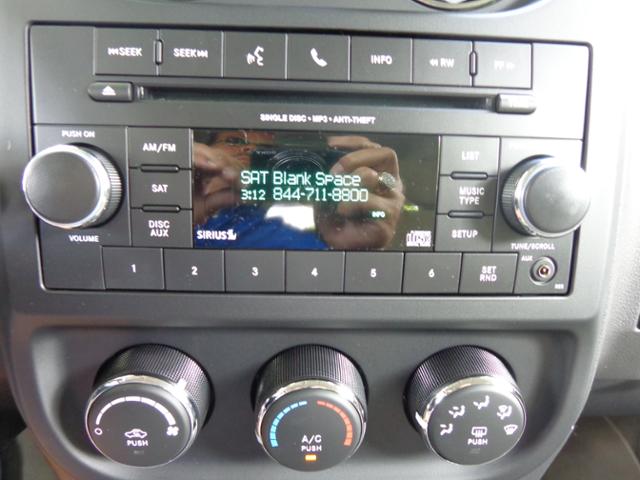 ⏮SEEK SEEK⏭ INFO ◀◀ RW FF ▶▶
SINGLE DISC • MP3 • ANTI-THEFT
PUSH ON
VOLUME
AM/FM
SAT
DISC
AUX
SAT Blank Space
3:12 844-711-8800
INFO
SIRIUS
LIST
MUSIC
TYPE
SETUP
TUNE/SCROLL
1 2 3 4 5 6 SET
RND
AUX
RES
PUSH
A/C
PUSH
PUSH